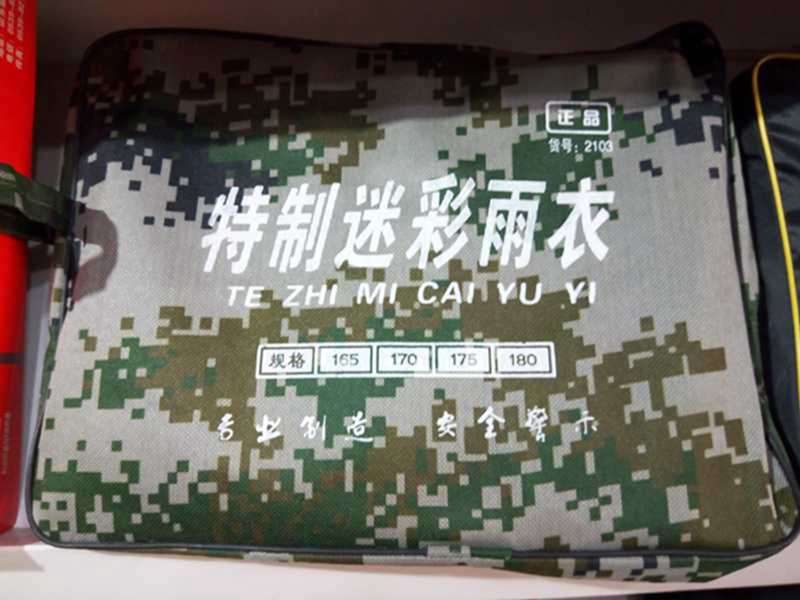 正品
货号：2103
特制迷彩雨衣
TE ZHI MI CAI YU YI
规格 165 170 175 180
专业制造 安全警示